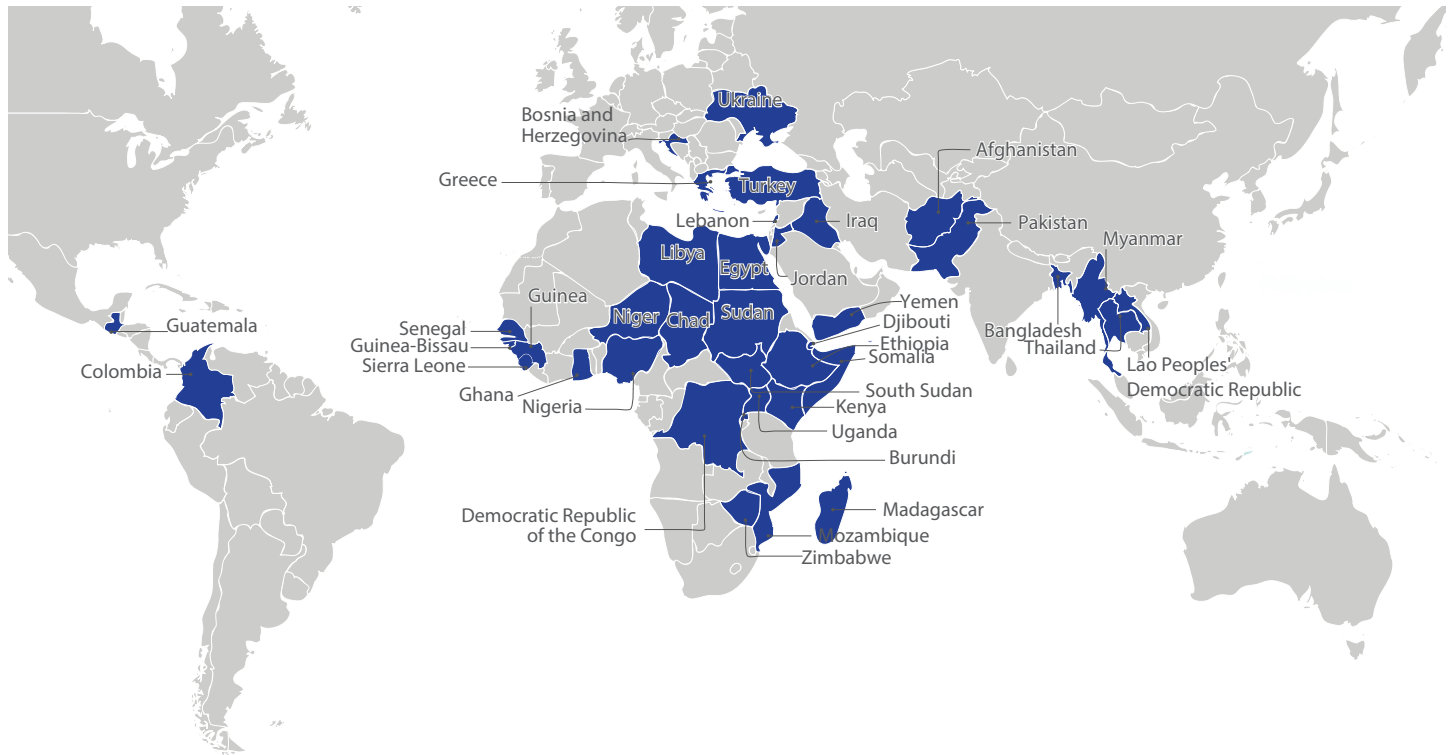 Ukraine
Bosnia and
Herzegovina
Afghanistan
Greece
Turkey
Lebanon
Iraq
Pakistan
Myanmar
Libya
Egypt
Jordan
Guinea
Yemen
Niger
Chad
Sudan
Djibouti
Guatemala
Senegal
Bangladesh
Ethiopia
Guinea-Bissau
Thailand
Somalia
Sierra Leone
Lao Peoples'
Democratic Republic
Colombia
Ghana
South Sudan
Nigeria
Kenya
Uganda
Burundi
Madagascar
Democratic Republic
of the Congo
Mozambique
Zimbabwe